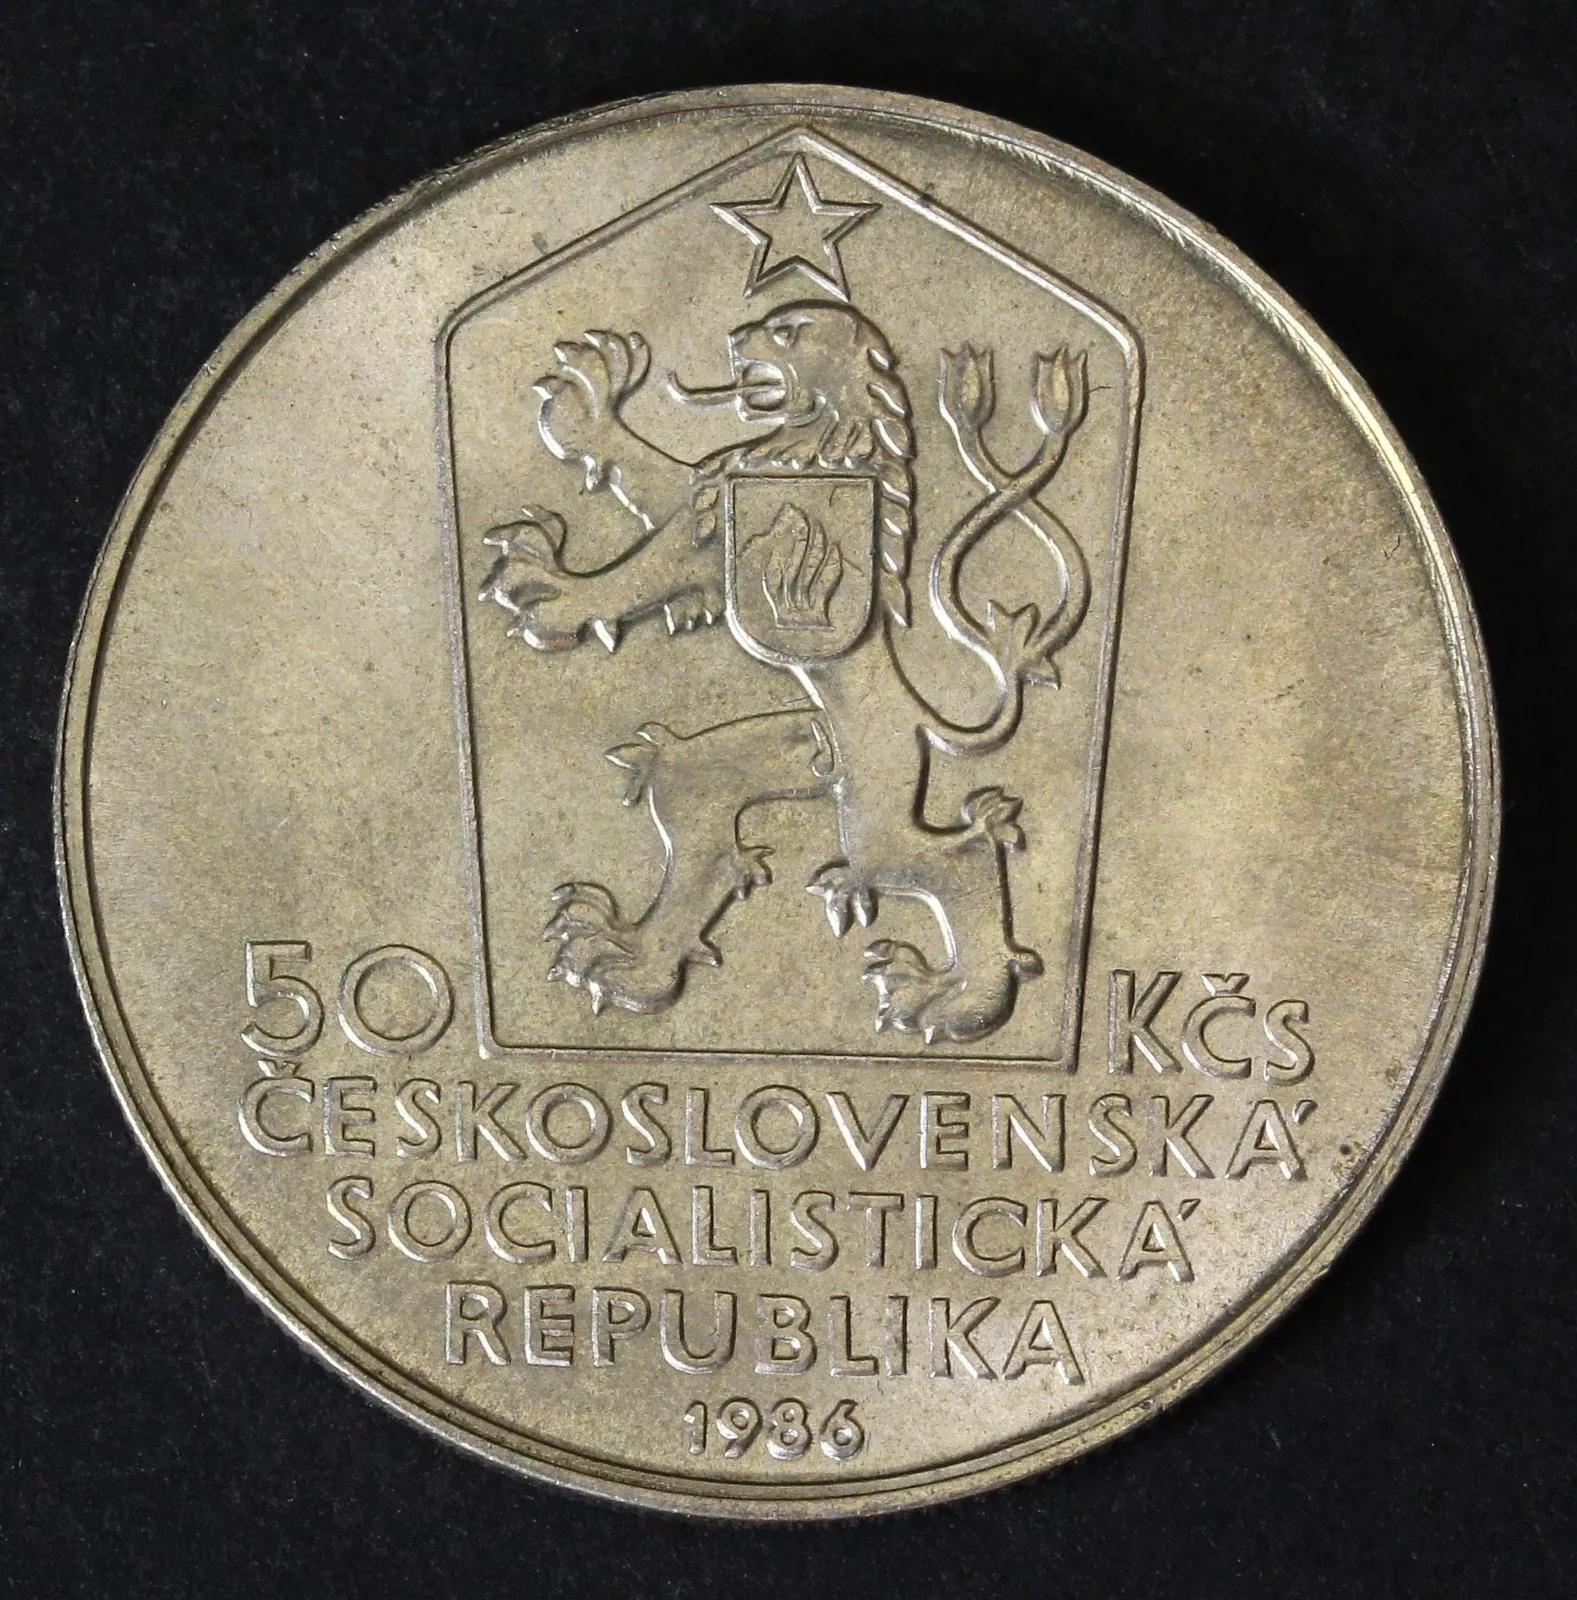 50 Kčs
ČESKOSLOVENSKÁ
SOCIALISTICKÁ
REPUBLIKA
1986